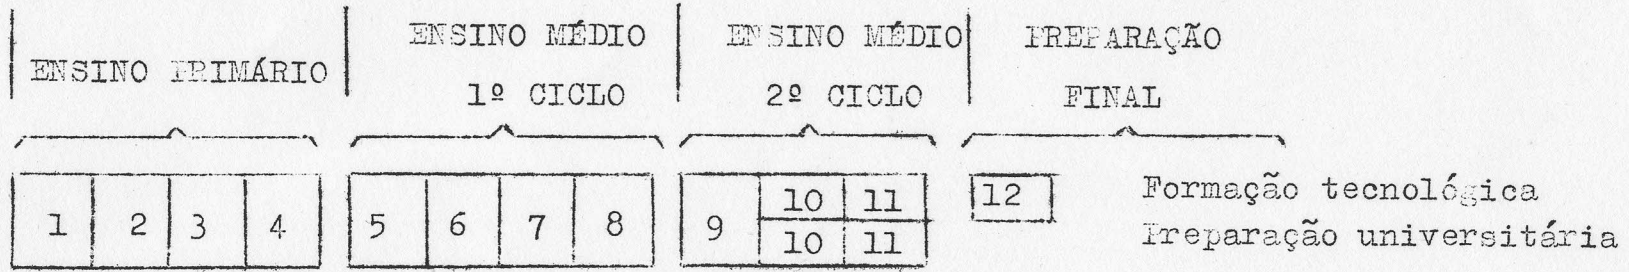 ENSINO PRIMÁRIO
ENSINO MÉDIO
1º CICLO
ENSINO MÉDIO
2º CICLO
PREPARAÇÃO
FINAL
1 2 3 4
5 6 7 8
9
10 11
10 11
12
Formação tecnológica
Preparação universitária